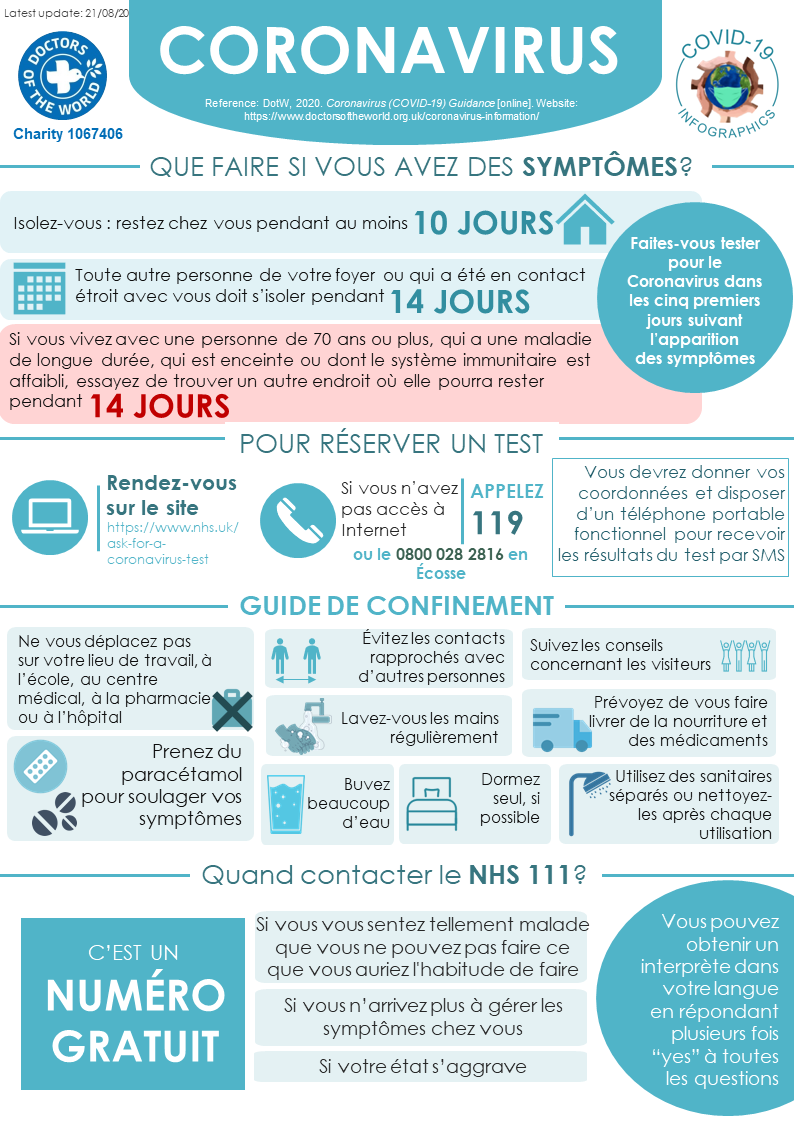 Latest update: 21/08/20
DOCTORS
OF THE WORLD
Charity 1067406
CORONAVIRUS
Reference: DotW, 2020. Coronavirus (COVID-19) Guidance [online]. Website:
https://www.doctorsoftheworld.org.uk/coronavirus-information/
COVID-19
INFOGRAPHICS
QUE FAIRE SI VOUS AVEZ DES SYMPTÔMES?
Isolez-vous : restez chez vous pendant au moins 10 JOURS
Toute autre personne de votre foyer ou qui a été en contact
étroit avec vous doit s’isoler pendant 14 JOURS
Si vous vivez avec une personne de 70 ans ou plus, qui a une maladie
de longue durée, qui est enceinte ou dont le système immunitaire est
affaibli, essayez de trouver un autre endroit où elle pourra rester
pendant 14 JOURS
Faites-vous tester
pour le
Coronavirus dans
les cinq premiers
jours suivant
l’apparition
des symptômes
POUR RÉSERVER UN TEST
Rendez-vous
sur le site
https://www.nhs.uk/
ask-for-a-
coronavirus-test
Si vous n’avez
pas accès à
Internet
APPELEZ
119
ou le 0800 028 2816 en
Écosse
Vous devrez donner vos
coordonnées et disposer
d’un téléphone portable
fonctionnel pour recevoir
les résultats du test par SMS
GUIDE DE CONFINEMENT
Ne vous déplacez pas
sur votre lieu de travail, à
l’école, au centre
médical, à la pharmacie
ou à l’hôpital
Évitez les contacts
rapprochés avec
d’autres personnes
Suivez les conseils
concernant les visiteurs
Lavez-vous les mains
régulièrement
Prévoyez de vous faire
livrer de la nourriture et
des médicaments
Prenez du
paracétamol
pour soulager vos
symptômes
Buvez
beaucoup
d’eau
Dormez
seul, si
possible
Utilisez des sanitaires
séparés ou nettoyez-
les après chaque
utilisation
Quand contacter le NHS 111?
C’EST UN
NUMÉRO
GRATUIT
Si vous vous sentez tellement malade
que vous ne pouvez pas faire ce
que vous auriez l'habitude de faire
Si vous n’arrivez plus à gérer les
symptômes chez vous
Si votre état s’aggrave
Vous pouvez
obtenir un
interprète dans
votre langue
en répondant
plusieurs fois
“yes” à toutes
les questions